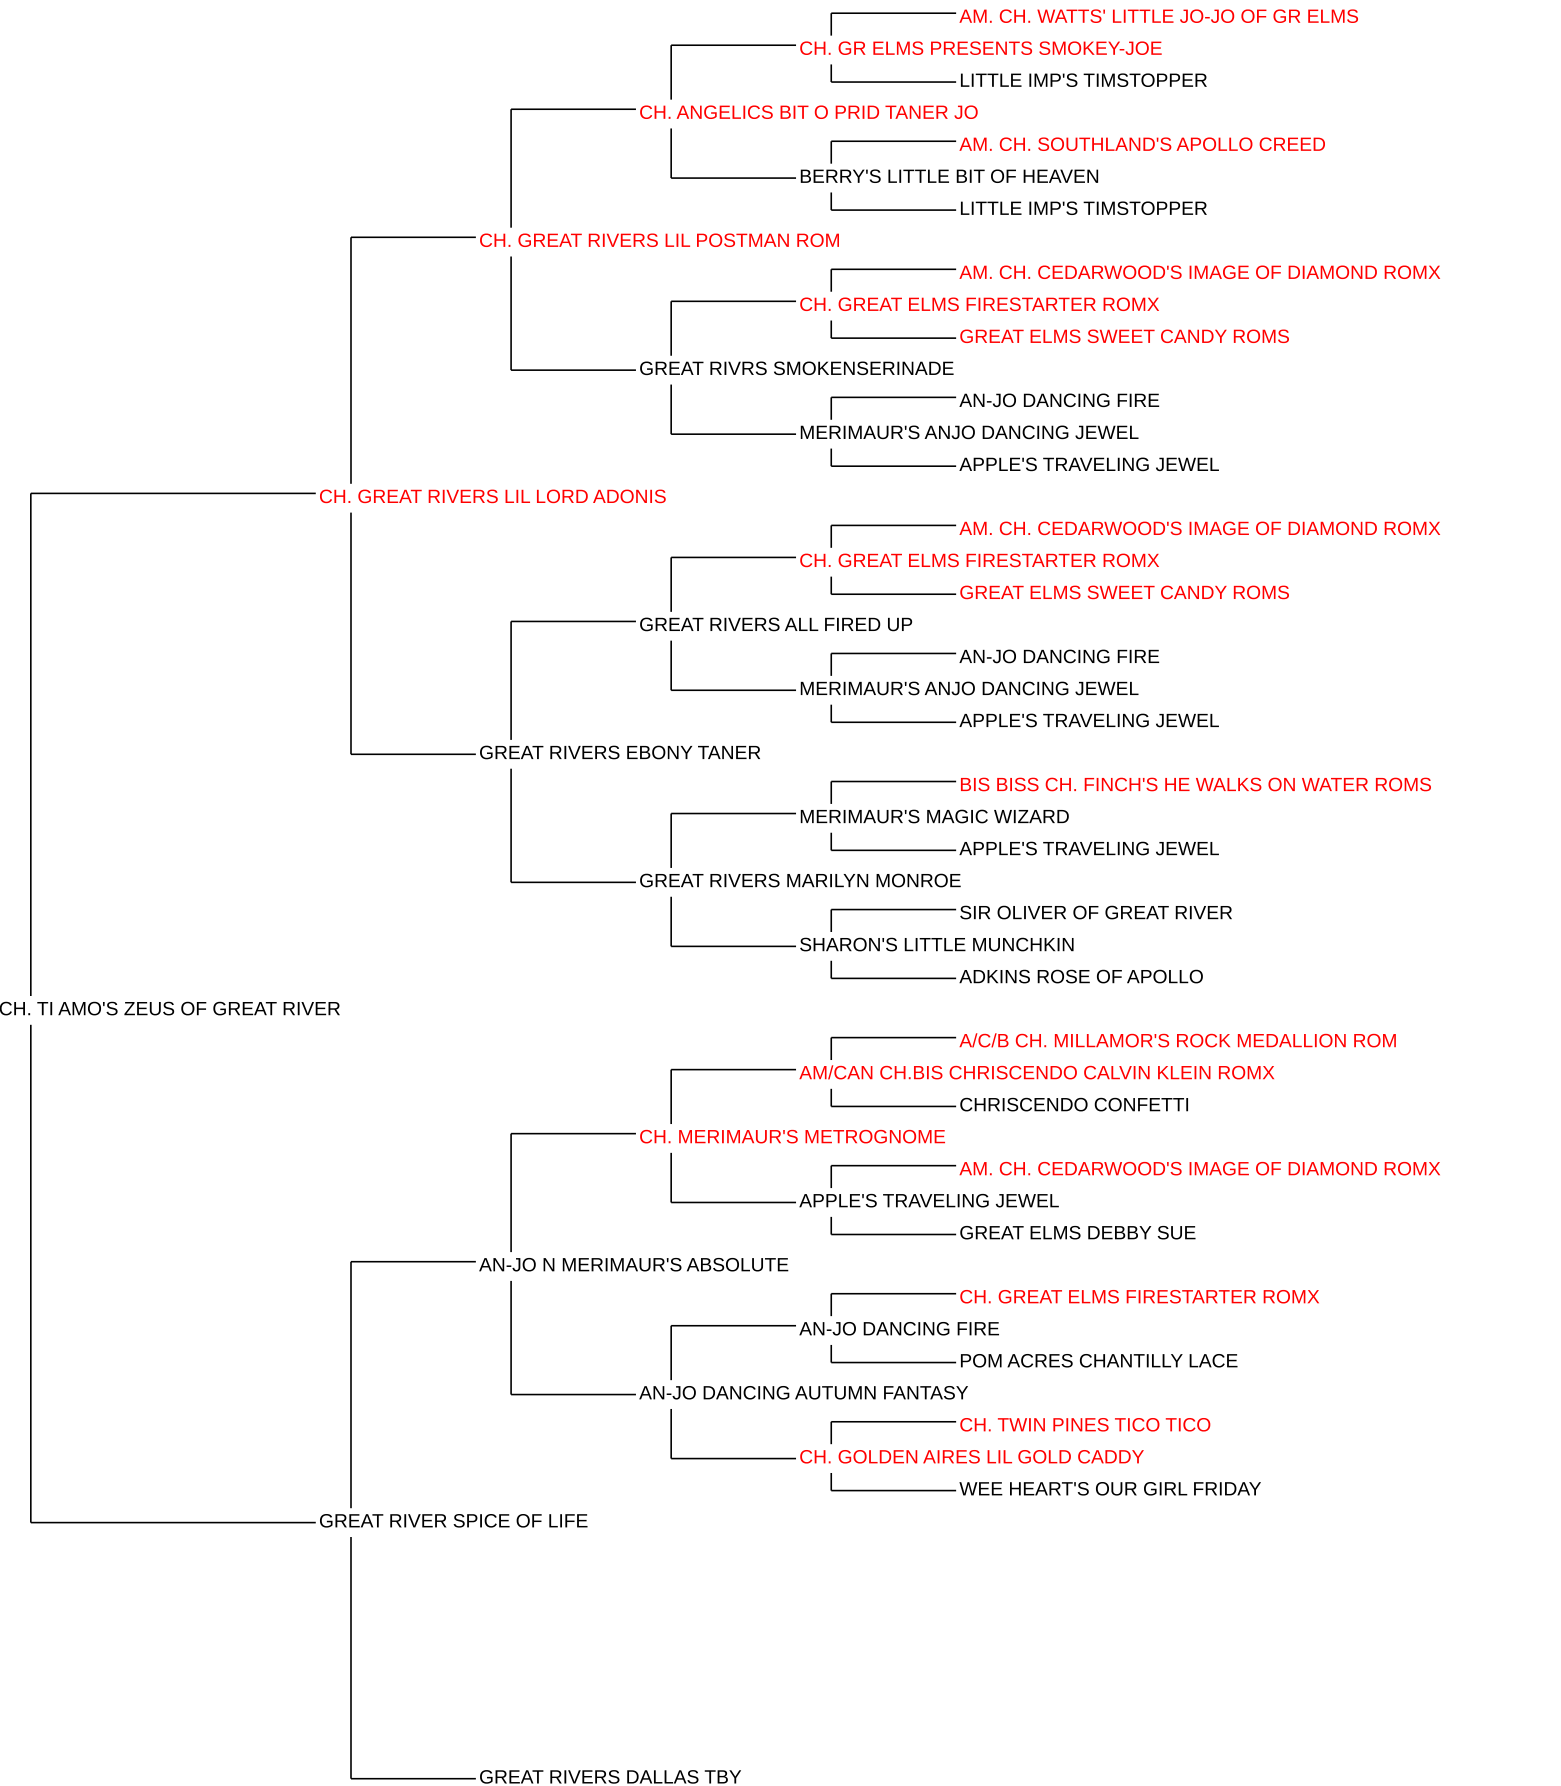 AM. CH. WATTS' LITTLE JO-JO OF GR ELMS
CH. GR ELMS PRESENTS SMOKEY-JOE
LITTLE IMP'S TIMSTOPPER
CH. ANGELICS BIT O PRID TANER JO
AM. CH. SOUTHLAND'S APOLLO CREED
BERRY'S LITTLE BIT OF HEAVEN
LITTLE IMP'S TIMSTOPPER
CH. GREAT RIVERS LIL POSTMAN ROM
AM. CH. CEDARWOOD'S IMAGE OF DIAMOND ROMX
CH. GREAT ELMS FIRESTARTER ROMX
GREAT ELMS SWEET CANDY ROMS
GREAT RIVRS SMOKENSERINADE
AN-JO DANCING FIRE
MERIMAUR'S ANJO DANCING JEWEL
APPLE'S TRAVELING JEWEL
CH. GREAT RIVERS LIL LORD ADONIS
AM. CH. CEDARWOOD'S IMAGE OF DIAMOND ROMX
CH. GREAT ELMS FIRESTARTER ROMX
GREAT ELMS SWEET CANDY ROMS
GREAT RIVERS ALL FIRED UP
AN-JO DANCING FIRE
MERIMAUR'S ANJO DANCING JEWEL
APPLE'S TRAVELING JEWEL
GREAT RIVERS EBONY TANER
BIS BISS CH. FINCH'S HE WALKS ON WATER ROMS
MERIMAUR'S MAGIC WIZARD
APPLE'S TRAVELING JEWEL
GREAT RIVERS MARILYN MONROE
SIR OLIVER OF GREAT RIVER
SHARON'S LITTLE MUNCHKIN
ADKINS ROSE OF APOLLO
CH. TI AMO'S ZEUS OF GREAT RIVER
A/C/B CH. MILLAMOR'S ROCK MEDALLION ROM
AM/CAN CH.BIS CHRISCENDO CALVIN KLEIN ROMX
CHRISCENDO CONFETTI
CH. MERIMAUR'S METROGNOME
AM. CH. CEDARWOOD'S IMAGE OF DIAMOND ROMX
APPLE'S TRAVELING JEWEL
GREAT ELMS DEBBY SUE
AN-JO N MERIMAUR'S ABSOLUTE
CH. GREAT ELMS FIRESTARTER ROMX
AN-JO DANCING FIRE
POM ACRES CHANTILLY LACE
AN-JO DANCING AUTUMN FANTASY
CH. TWIN PINES TICO TICO
CH. GOLDEN AIRES LIL GOLD CADDY
WEE HEART'S OUR GIRL FRIDAY
GREAT RIVER SPICE OF LIFE
GREAT RIVERS DALLAS TBY